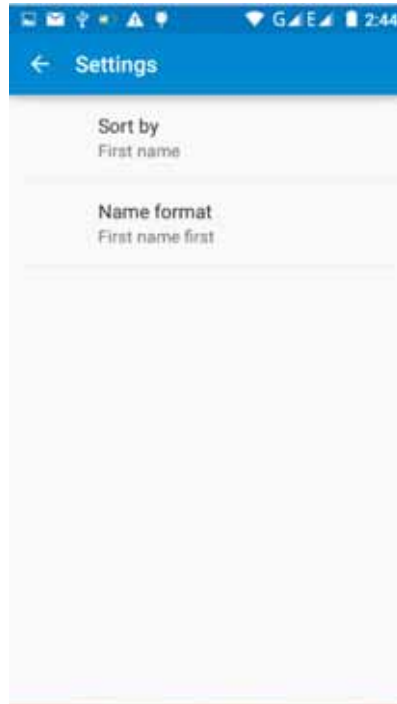 G E 2:44
Settings
Sort by
First name
Name format
First name first